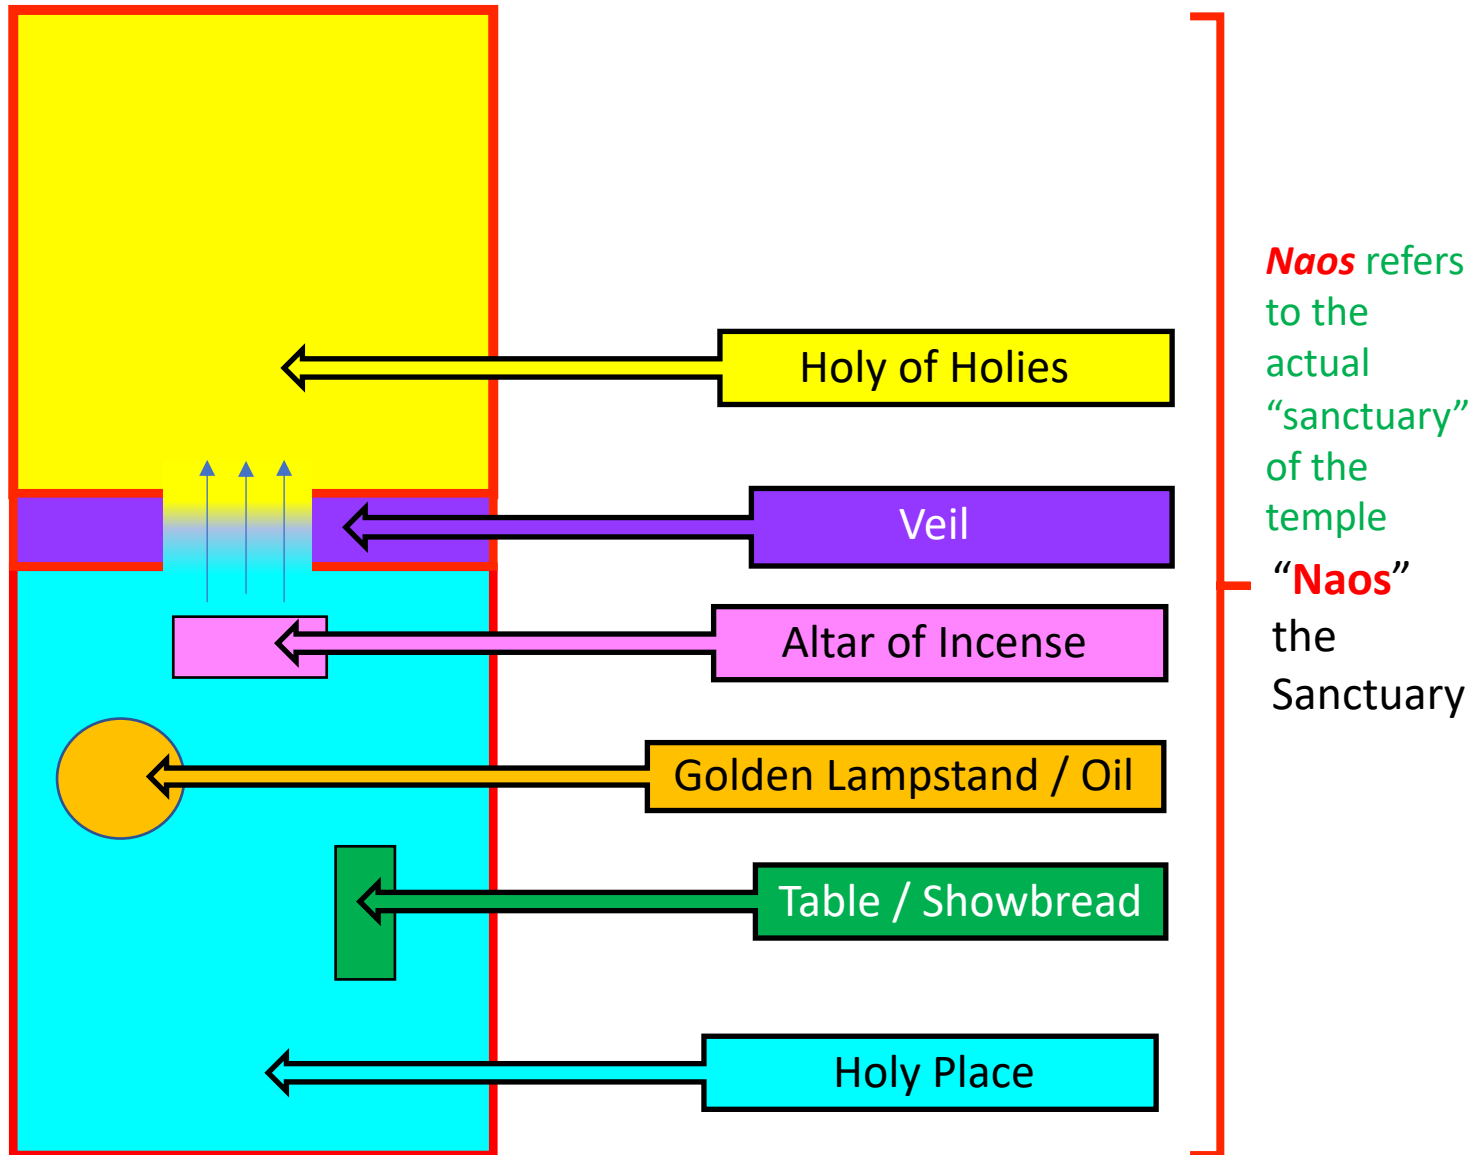 Holy of Holies
Veil
Altar of Incense
Golden Lampstand / Oil
Table / Showbread
Holy Place
Naos refers
to the
actual
“sanctuary”
of the
temple
“Naos”
the
Sanctuary